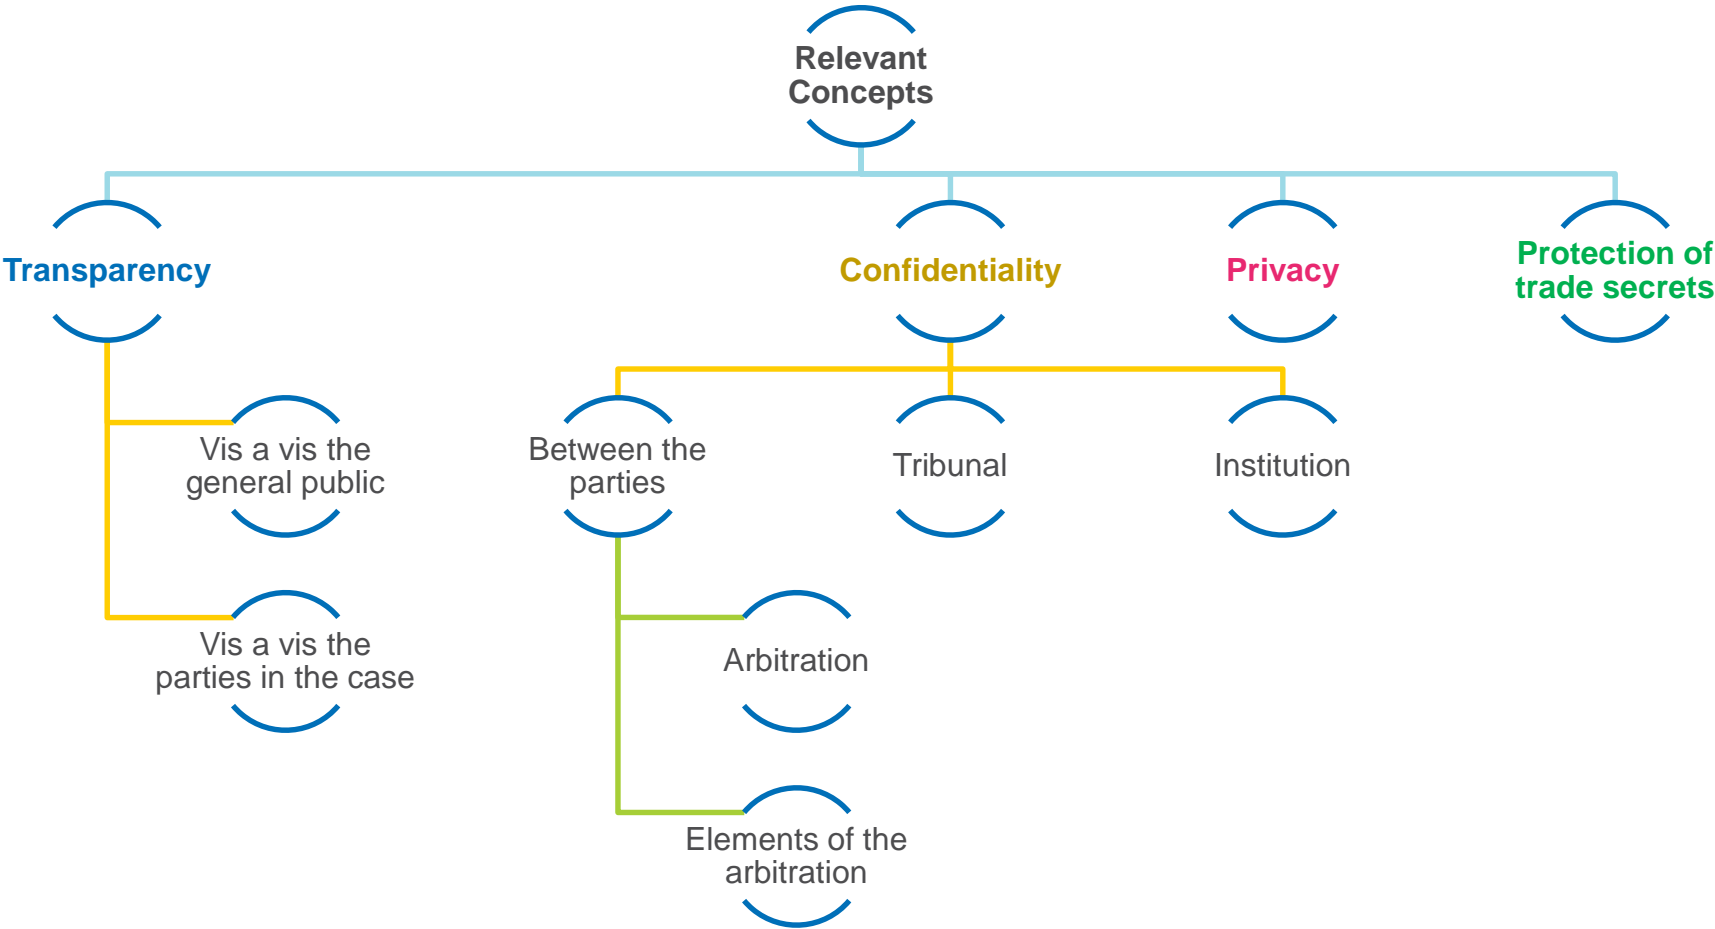 Relevant
Concepts
Transparency
Confidentiality
Privacy
Protection of
trade secrets
Vis a vis the
general public
Between the
parties
Tribunal
Institution
Vis a vis the
parties in the case
Arbitration
Elements of the
arbitration